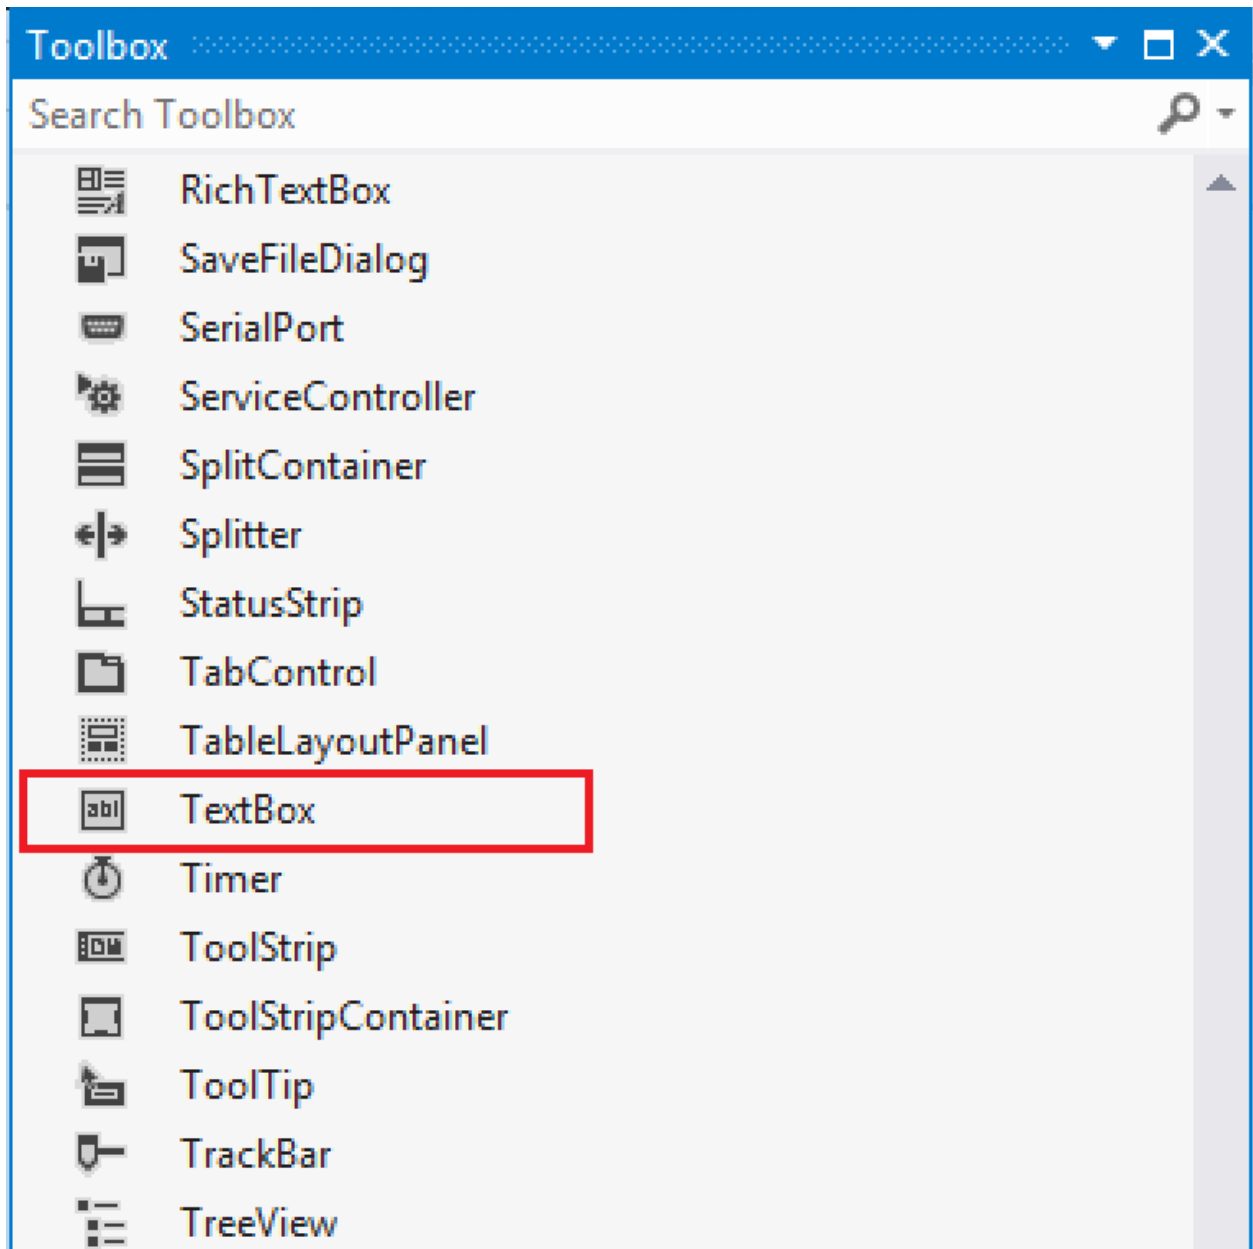 Toolbox
Search Toolbox
RichTextBox
SaveFileDialog
SerialPort
ServiceController
SplitContainer
Splitter
StatusStrip
TabControl
TableLayoutPanel
abl TextBox
Timer
ToolStrip
ToolStripContainer
ToolTip
TrackBar
TreeView